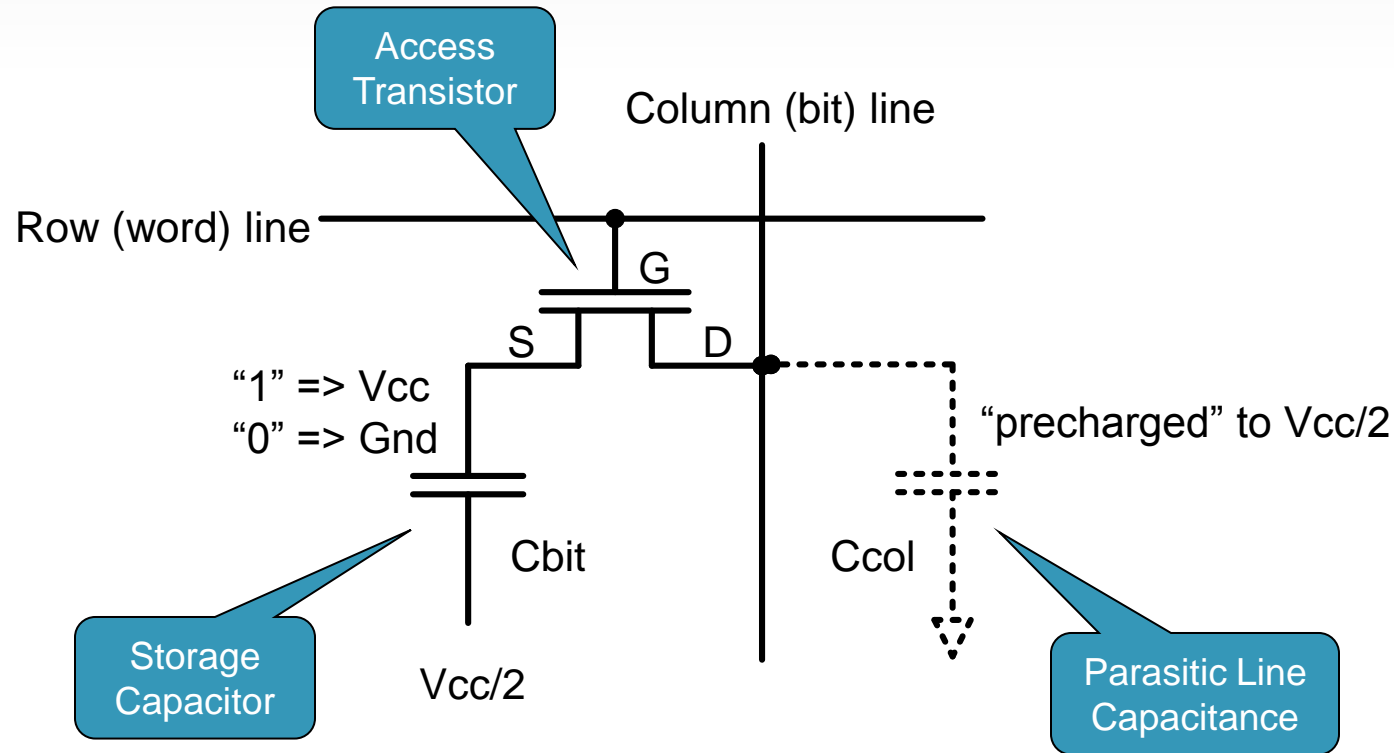 Access
Transistor
Column (bit) line
Row (word) line
G
S
D
“1” => Vcc
“0” => Gnd
“precharged” to Vcc/2
Cbit
Ccol
Storage
Capacitor
Vcc/2
Parasitic Line
Capacitance